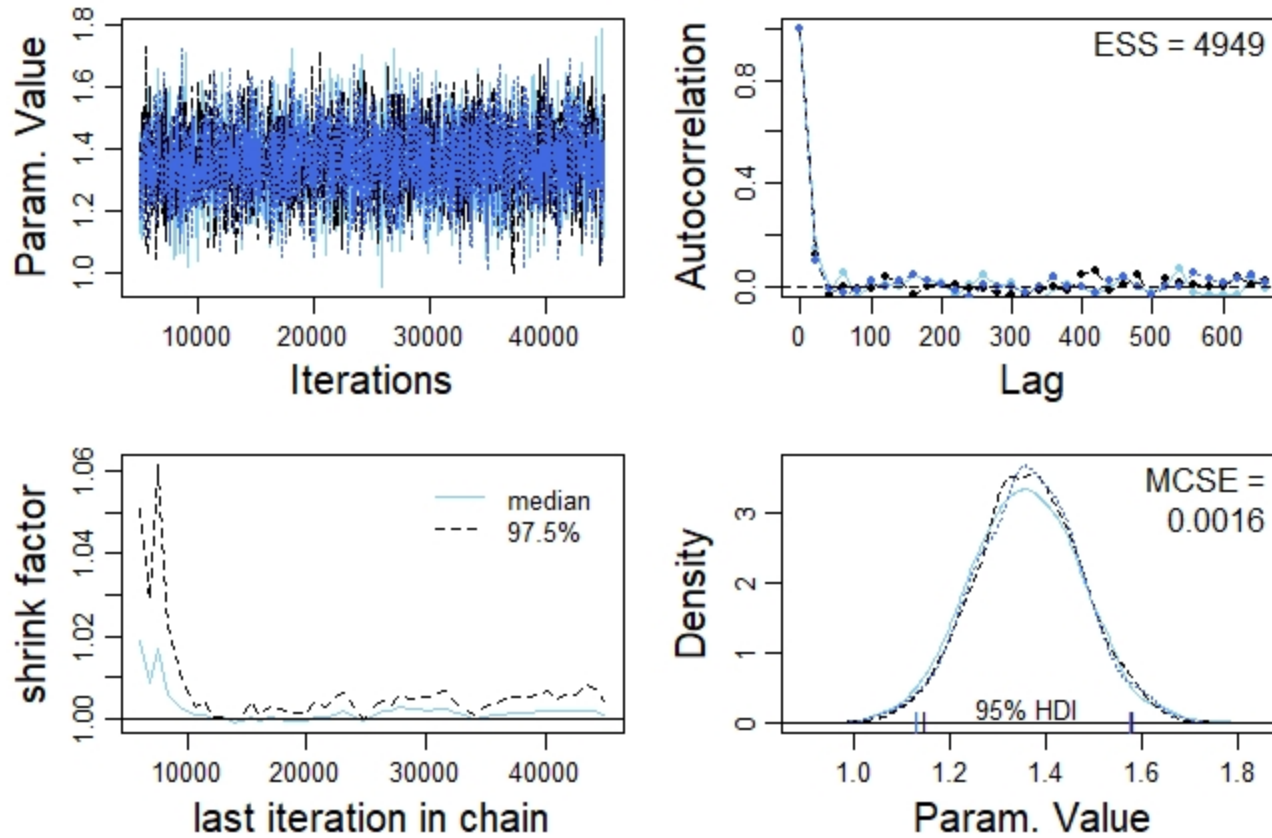 Param. Value
1.0 1.2 1.4 1.6 1.8
10000 20000 30000 40000
Iterations
Autocorrelation
0.0 0.4 0.8
ESS = 4949
0 100 200 300 400 500 600
Lag
shrink factor
1.00 1.02 1.04 1.06
median
97.5%
10000 20000 30000 40000
last iteration in chain
Density
0 1 2 3
MCSE =
0.0016
95% HDI
1.0 1.2 1.4 1.6 1.8
Param. Value